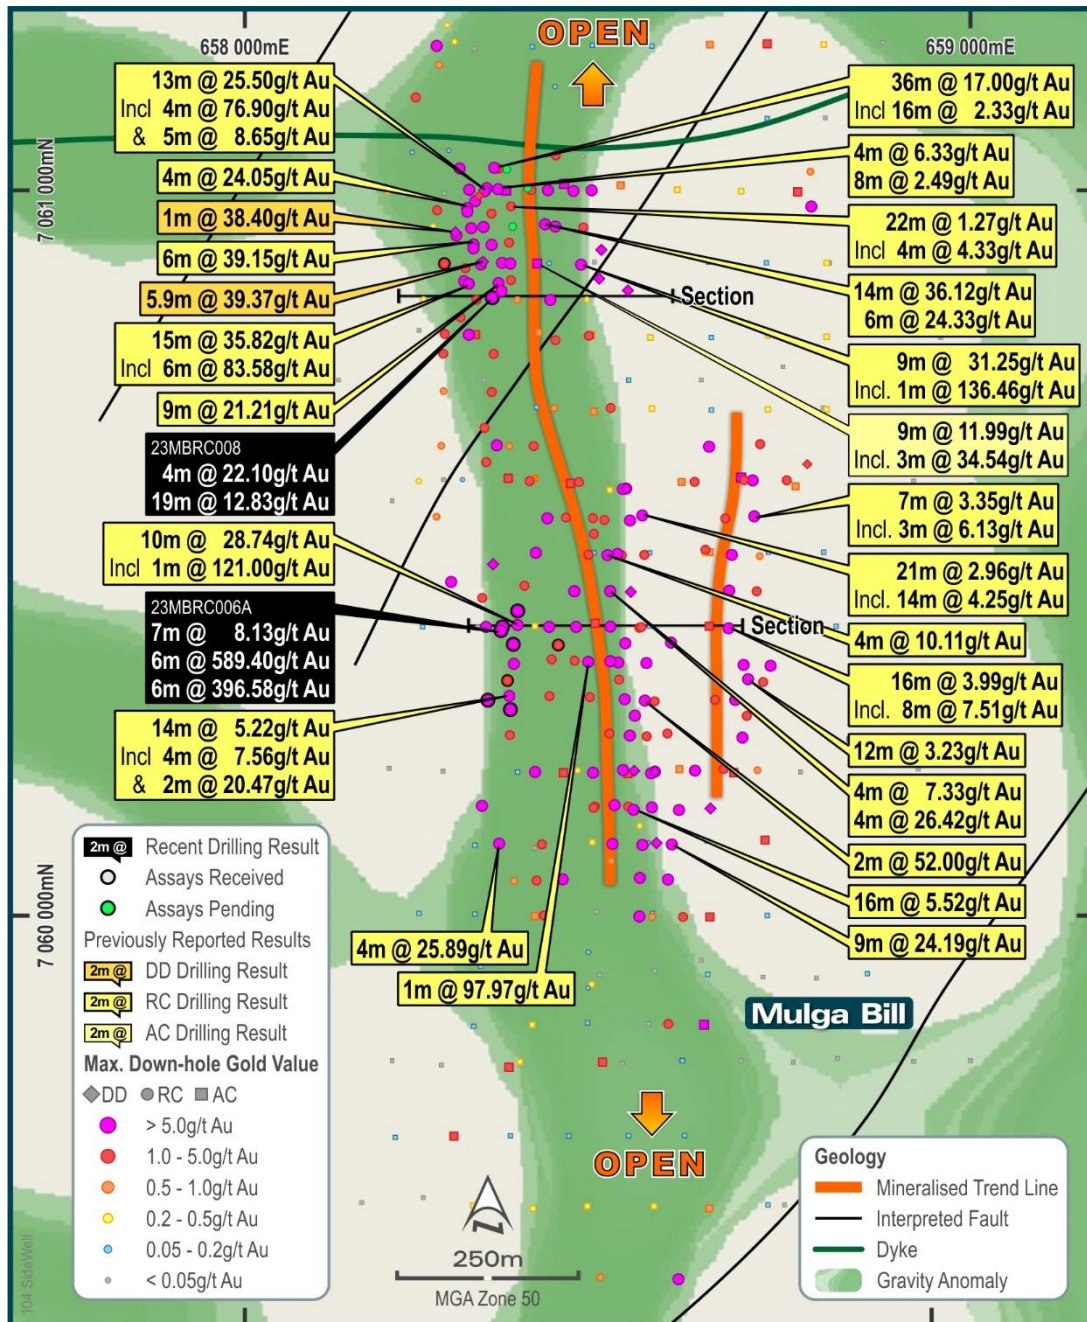 OPEN
658 000mE
659 000mE
7 061 000mN
7 060 000mN
13m @ 25.50g/t Au
Incl 4m @ 76.90g/t Au
& 5m @ 8.65g/t Au
4m @ 24.05g/t Au
1m @ 38.40g/t Au
6m @ 39.15g/t Au
5.9m @ 39.37g/t Au
15m @ 35.82g/t Au
Incl 6m @ 83.58g/t Au
9m @ 21.21g/t Au
23MBRC008
4m @ 22.10g/t Au
19m @ 12.83g/t Au
10m @ 28.74g/t Au
Incl 1m @ 121.00g/t Au
23MBRC006A
7m @ 8.13g/t Au
6m @ 589.40g/t Au
6m @ 396.58g/t Au
14m @ 5.22g/t Au
Incl 4m @ 7.56g/t Au
& 2m @ 20.47g/t Au
36m @ 17.00g/t Au
Incl 16m @ 2.33g/t Au
4m @ 6.33g/t Au
8m @ 2.49g/t Au
22m @ 1.27g/t Au
Incl 4m @ 4.33g/t Au
Section
14m @ 36.12g/t Au
6m @ 24.33g/t Au
9m @ 31.25g/t Au
Incl. 1m @ 136.46g/t Au
9m @ 11.99g/t Au
Incl. 3m @ 34.54g/t Au
7m @ 3.35g/t Au
Incl. 3m @ 6.13g/t Au
21m @ 2.96g/t Au
Incl. 14m @ 4.25g/t Au
Section
4m @ 10.11g/t Au
16m @ 3.99g/t Au
Incl. 8m @ 7.51g/t Au
12m @ 3.23g/t Au
4m @ 7.33g/t Au
4m @ 26.42g/t Au
2m @ 52.00g/t Au
16m @ 5.52g/t Au
9m @ 24.19g/t Au
4m @ 25.89g/t Au
1m @ 97.97g/t Au
Mulga Bill
OPEN
2m @ Recent Drilling Result
Assays Received
Assays Pending
Previously Reported Results
2m @ DD Drilling Result
2m @ RC Drilling Result
2m @ AC Drilling Result
Max. Down-hole Gold Value
DD RC AC
> 5.0g/t Au
1.0 - 5.0g/t Au
0.5 - 1.0g/t Au
0.2 - 0.5g/t Au
0.05 - 0.2g/t Au
< 0.05g/t Au
104 SideWell
N
250m
MGA Zone 50
Geology
Mineralised Trend Line
Interpreted Fault
Dyke
Gravity Anomaly